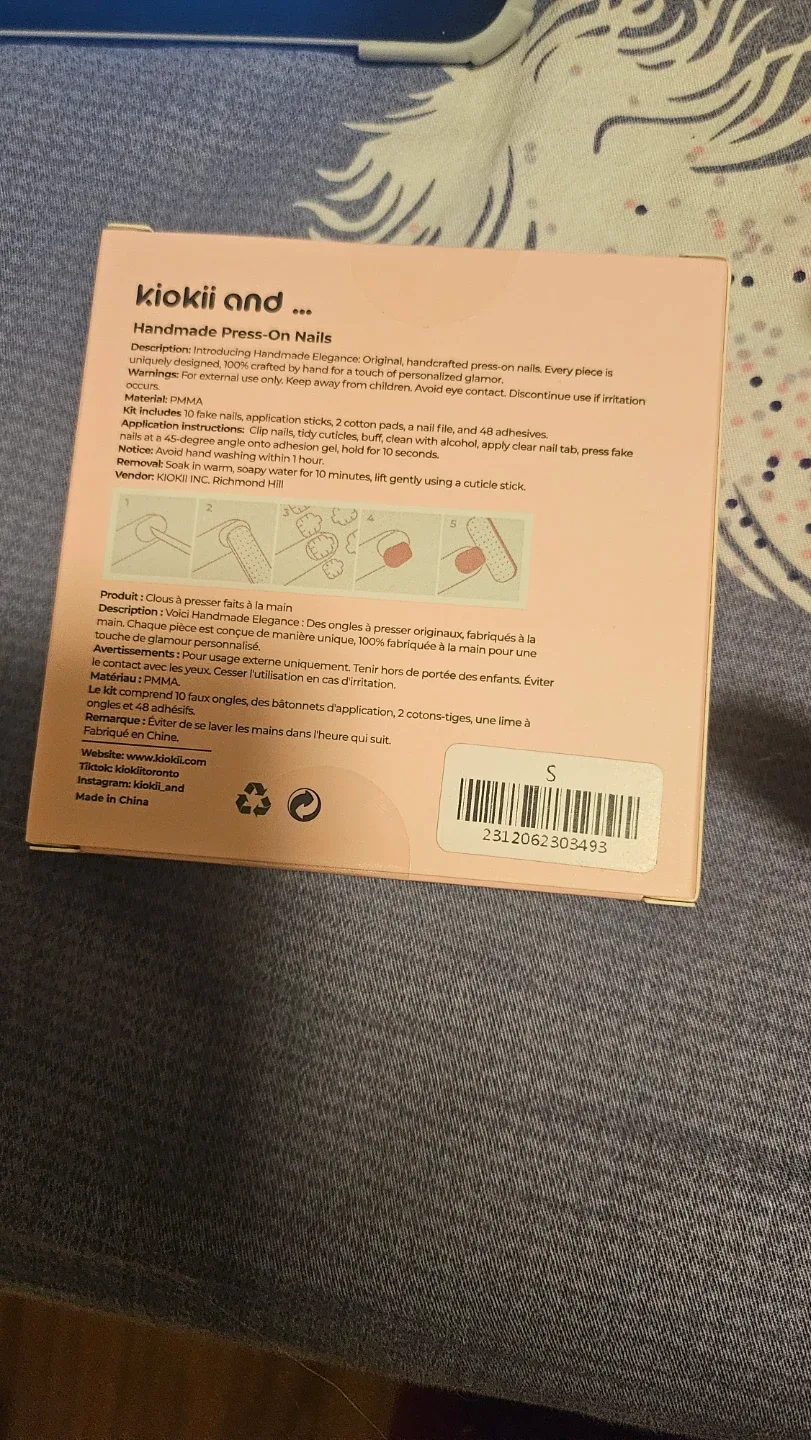 kiokii and ...
Handmade Press-On Nails
Description: Introducing Handmade Elegance: Original, handcrafted press-on nails. Every piece is
uniquely designed, 100% crafted by hand for a touch of personalized glamor.
Warnings: For external use only. Keep away from children. Avoid eye contact. Discontinue use if irritation
occurs.
Material: PMMA
Kit includes 10 fake nails, application sticks, 2 cotton pads, a nail file, and 48 adhesives.
Application instructions: Clip nails, tidy cuticles, buff, clean with alcohol, apply clear nail tab, press fake
nails at a 45-degree angle onto adhesion gel, hold for 10 seconds.
Notice: Avoid hand washing within 1 hour.
Removal: Soak in warm, soapy water for 10 minutes, lift gently using a cuticle stick.
Vendor: KIOKII INC. Richmond Hill
1 2 3 4 5
Produit : Clous à presser faits à la main
Description : Voici Handmade Elegance : Des ongles à presser originaux, fabriqués à la
main. Chaque pièce est conçue de manière unique, 100% fabriquée à la main pour une
touche de glamour personnalisé.
Avertissements : Pour usage externe uniquement. Tenir hors de portée des enfants. Éviter
le contact avec les yeux. Cesser l'utilisation en cas d'irritation.
Matériau : PMMA.
Le kit comprend 10 faux ongles, des bâtonnets d'application, 2 cotons-tiges, une lime à
ongles et 48 adhésifs.
Remarque : Éviter de se laver les mains dans l'heure qui suit.
Fabriqué en Chine.
Website: www.kiokii.com
Tiktok: kiokiitoronto
Instagram: kiokii_and
Made in China
S
2312062303493